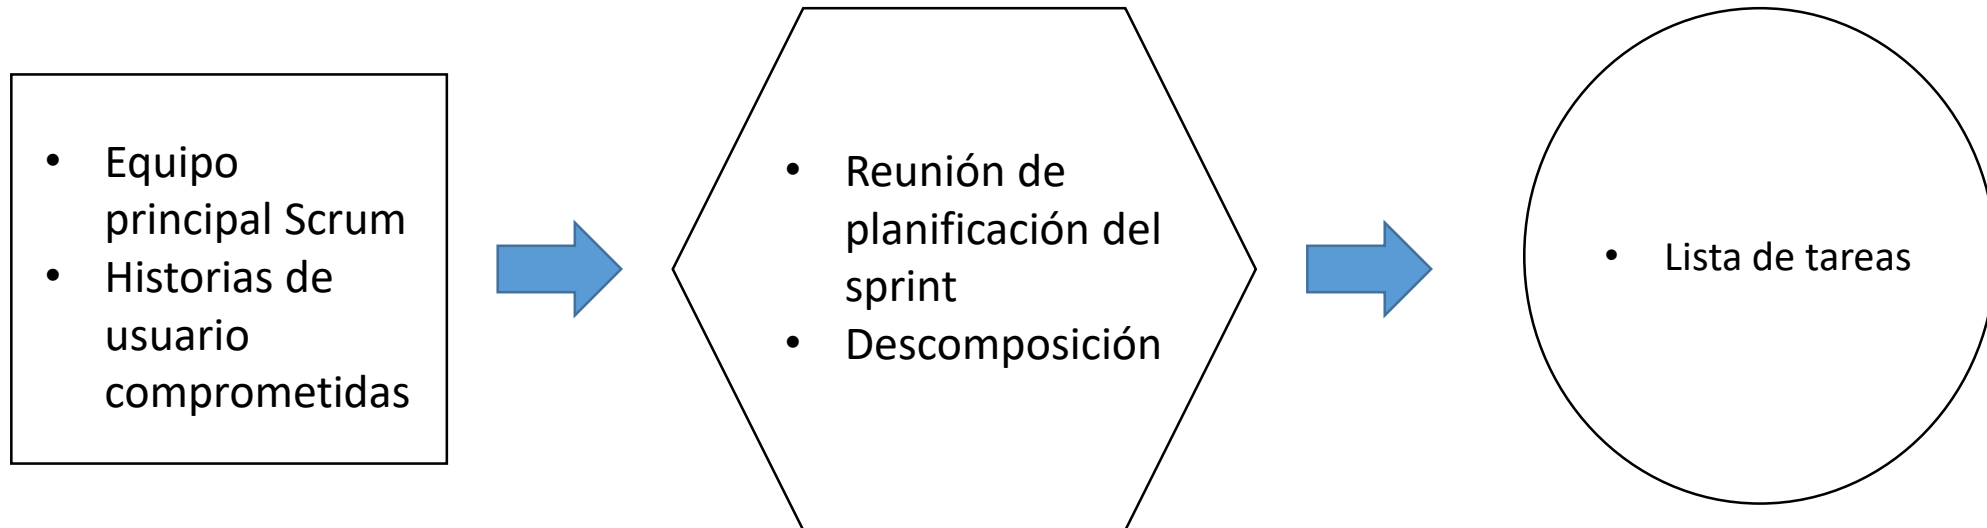 • Equipo
principal Scrum
• Historias de
usuario
comprometidas
• Reunión de
planificación del
sprint
• Descomposición
• Lista de tareas